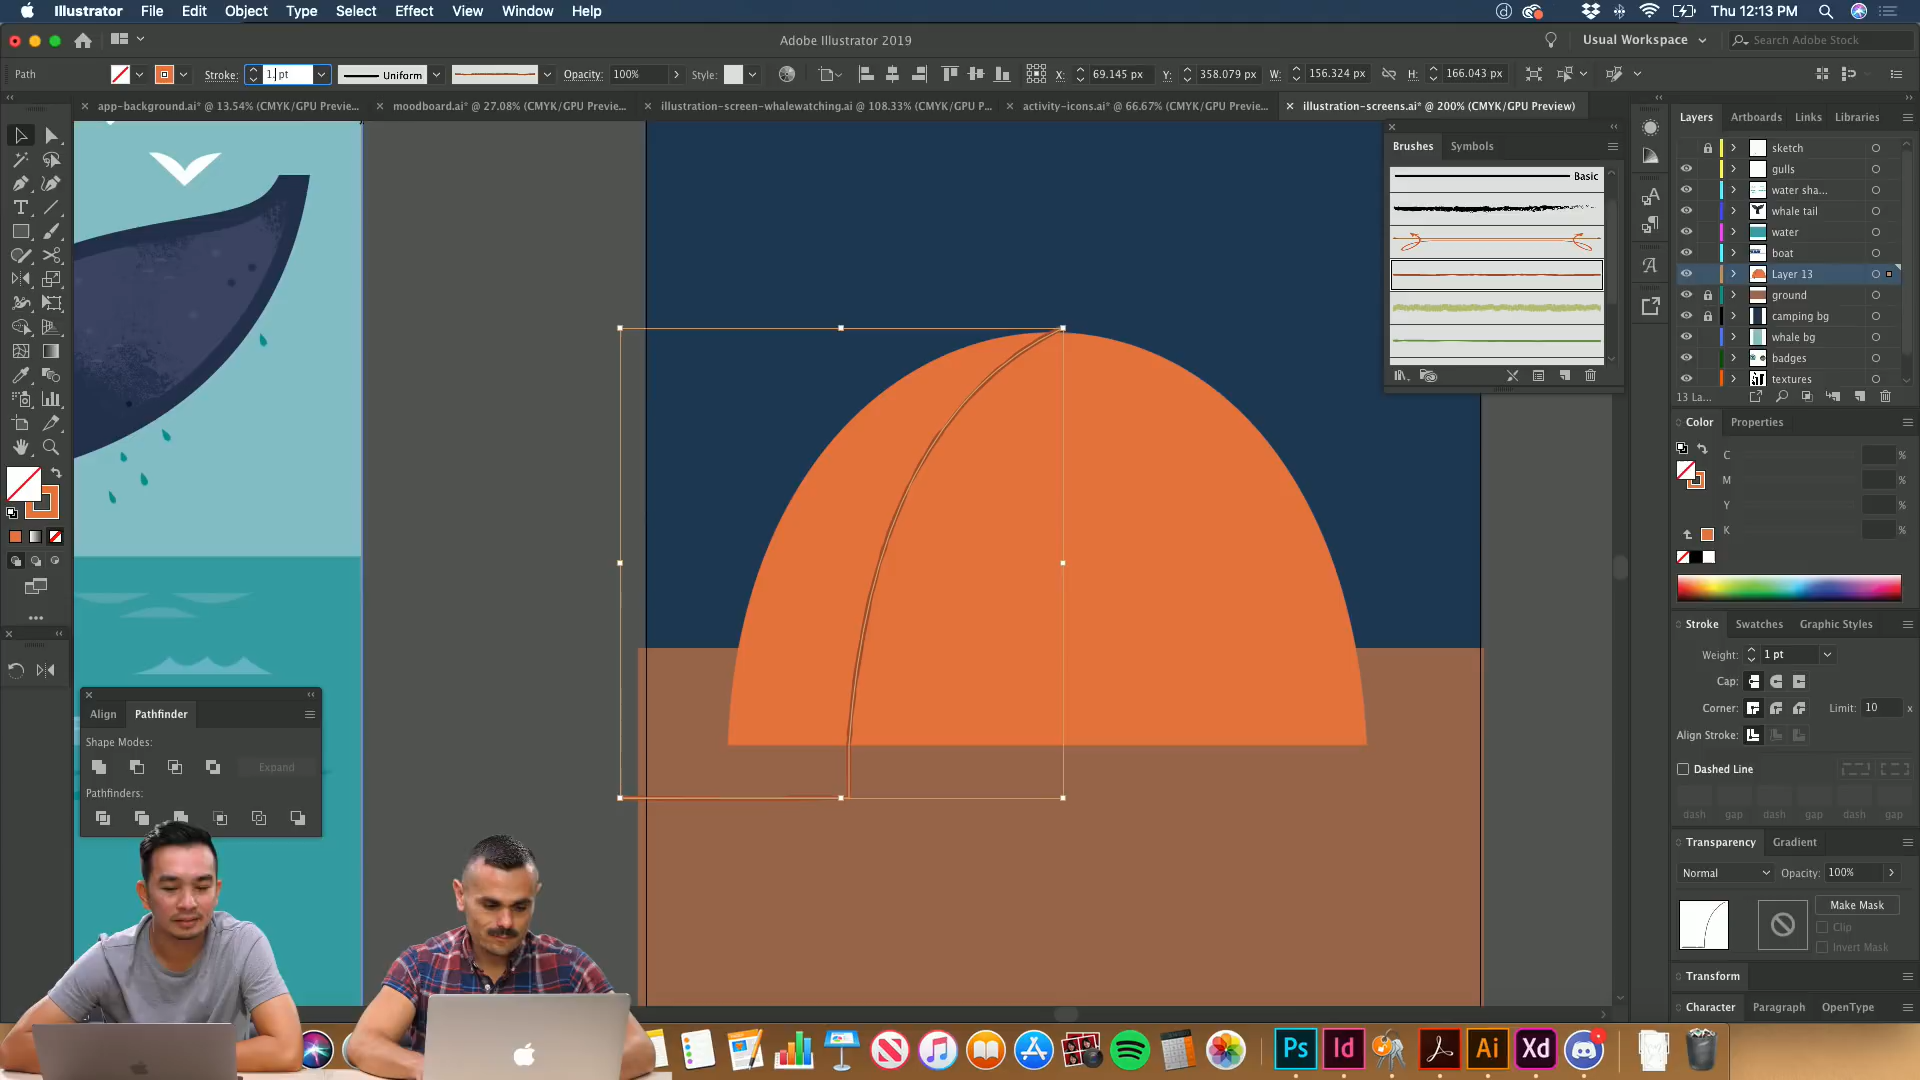 Illustrator File Edit Object Type Select Effect View Window Help
Thu 12:13 PM
Adobe Illustrator 2019
Usual Workspace
Search Adobe Stock
Path
Stroke: 1. pt
Uniform
Opacity: 100%
Style:
X: 69.145 px
Y: 358.079 px
W: 156.324 px
H: 166.043 px
app-background.ai* @ 13.54% (CMYK/GPU Previe...
moodboard.ai* @ 27.08% (CMYK/GPU Previe...
illustration-screen-whalewatching.ai @ 108.33% (CMYK/GPU P...
activity-icons.ai* @ 66.67% (CMYK/GPU Previe...
illustration-screens.ai* @ 200% (CMYK/GPU Preview)
Brushes Symbols
Basic
Layers Artboards Links Libraries
sketch
gulls
water sha...
whale tail
water
boat
Layer 13
ground
camping bg
whale bg
badges
textures
13 La...
Color Properties
C %
M %
Y %
K %
Stroke Swatches Graphic Styles
Weight: 1 pt
Cap:
Corner: Limit: 10 x
Align Stroke:
Dashed Line
dash gap dash gap dash gap
Transparency Gradient
Normal Opacity: 100%
Make Mask
Clip
Invert Mask
Transform
Character Paragraph OpenType
Align Pathfinder
Shape Modes:
Expand
Pathfinders:
Ps Id Ai Xd